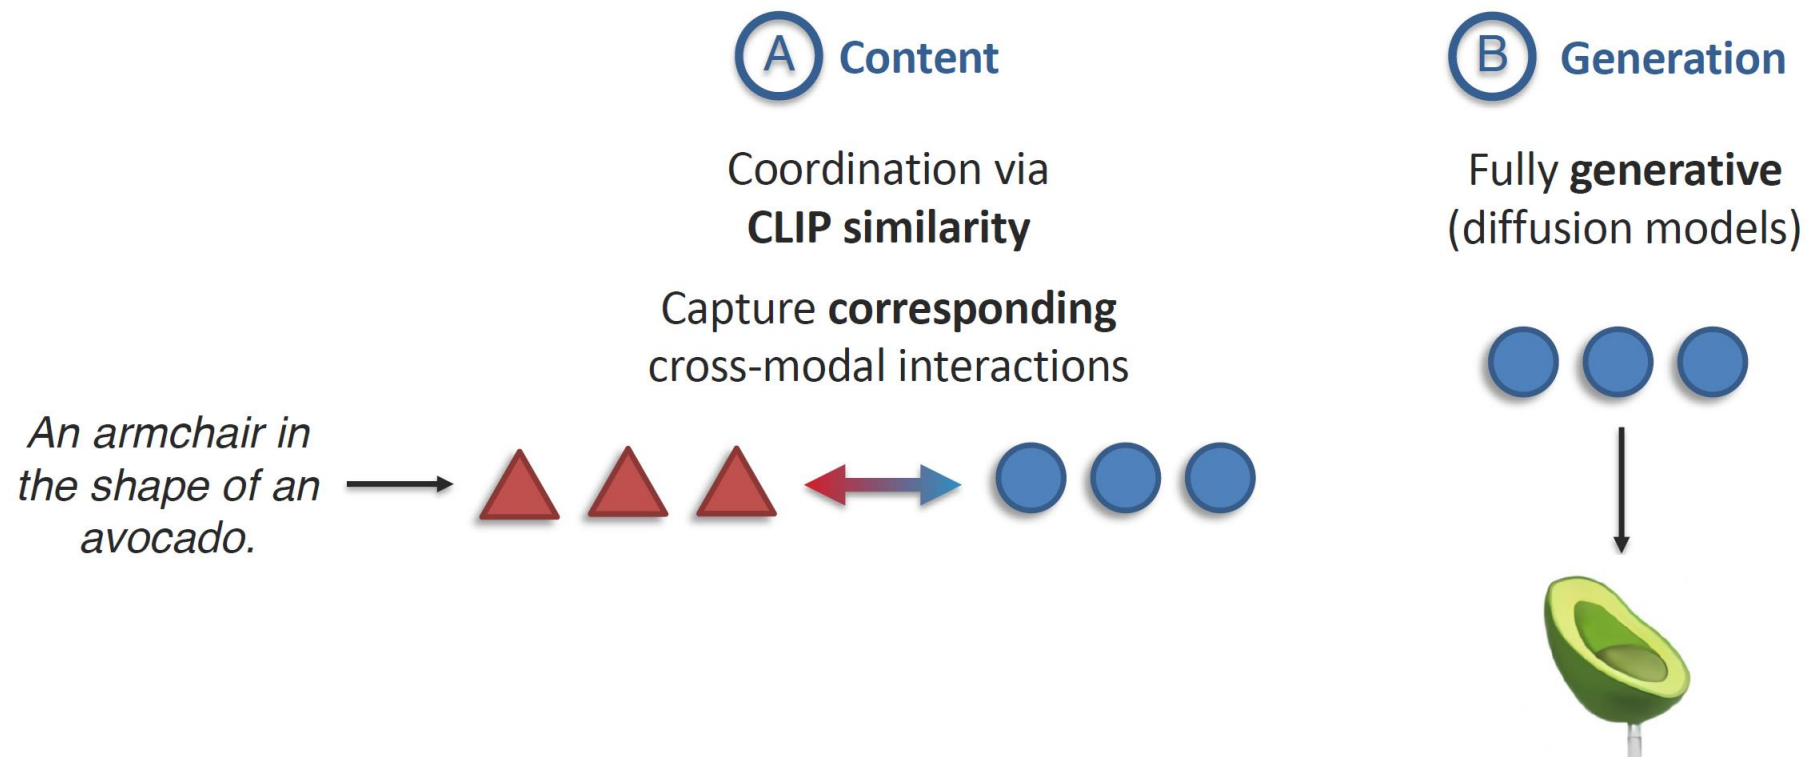 A Content
Coordination via
CLIP similarity
Capture corresponding
cross-modal interactions
An armchair in
the shape of an
avocado.
B Generation
Fully generative
(diffusion models)